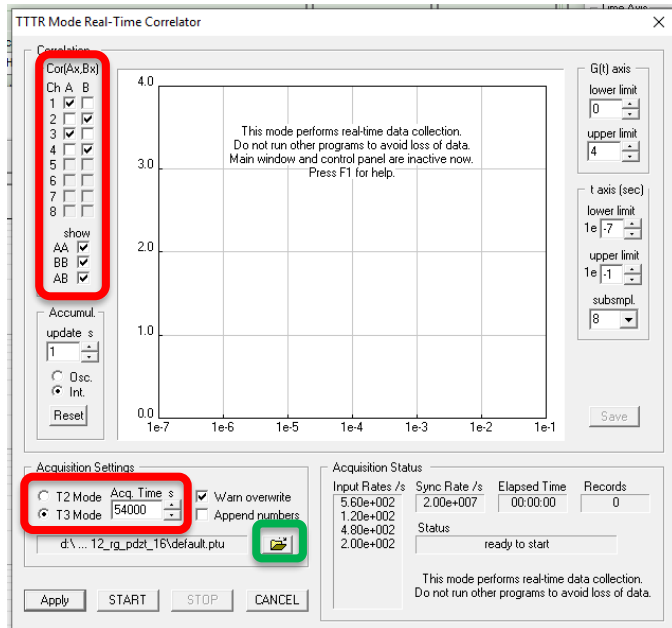 Time Axis
TTTR Mode Real-Time Correlator
Correlation
Cor(Ax,Bx)
Ch A B
1
2
3
4
5
6
7
8
show
AA
BB
AB
4.0
3.0
2.0
1.0
0.0
1e-7 1e-6 1e-5 1e-4 1e-3 1e-2 1e-1
This mode performs real-time data collection.
Do not run other programs to avoid loss of data.
Main window and control panel are inactive now.
Press F1 for help.
G(t) axis
lower limit
0
upper limit
4
t axis (sec)
lower limit
1e -7
upper limit
1e -1
subsmpl.
8
Save
Accumul.
update s
1
Osc.
Int.
Reset
Acquisition Settings
T2 Mode
T3 Mode
Acq. Time s
54000
Warn overwrite
Append numbers
d:\ ... 12_rg_pdzt_16\default.ptu
Apply START STOP CANCEL
Acquisition Status
Input Rates /s Sync Rate /s Elapsed Time Records
5.60e+002 2.00e+007 00:00:00 0
1.20e+002
4.80e+002
2.00e+002
Status
ready to start
This mode performs real-time data collection.
Do not run other programs to avoid loss of data.